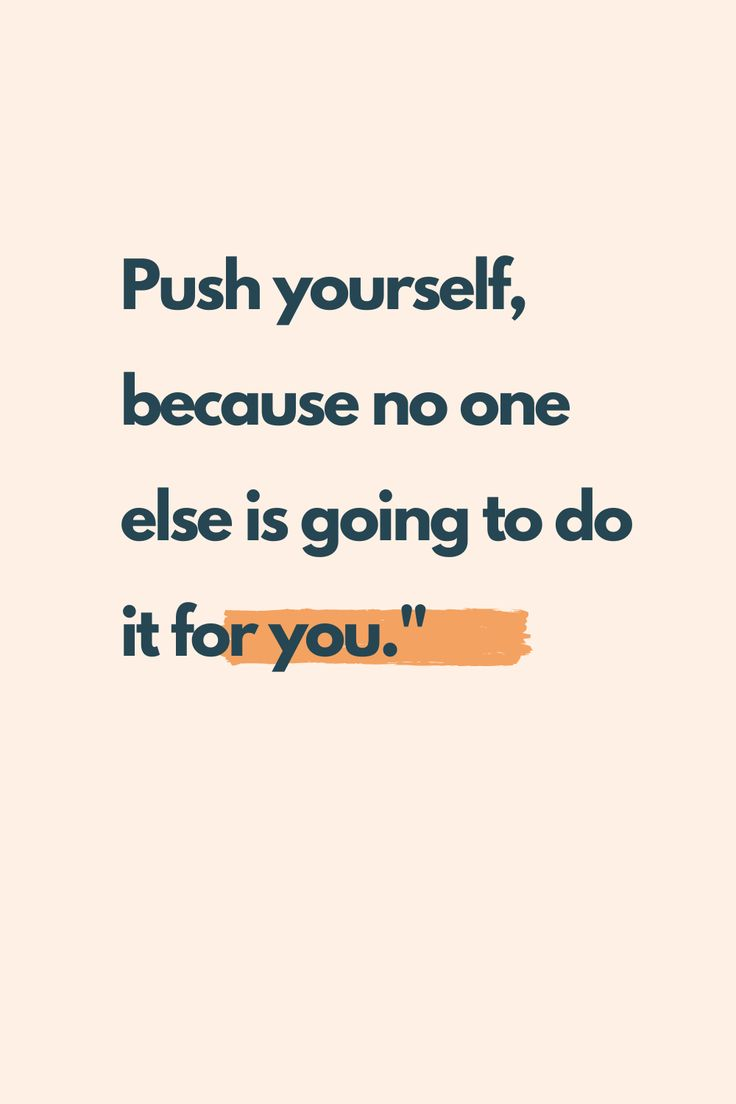 Push yourself,
because no one
else is going to do
it for you."